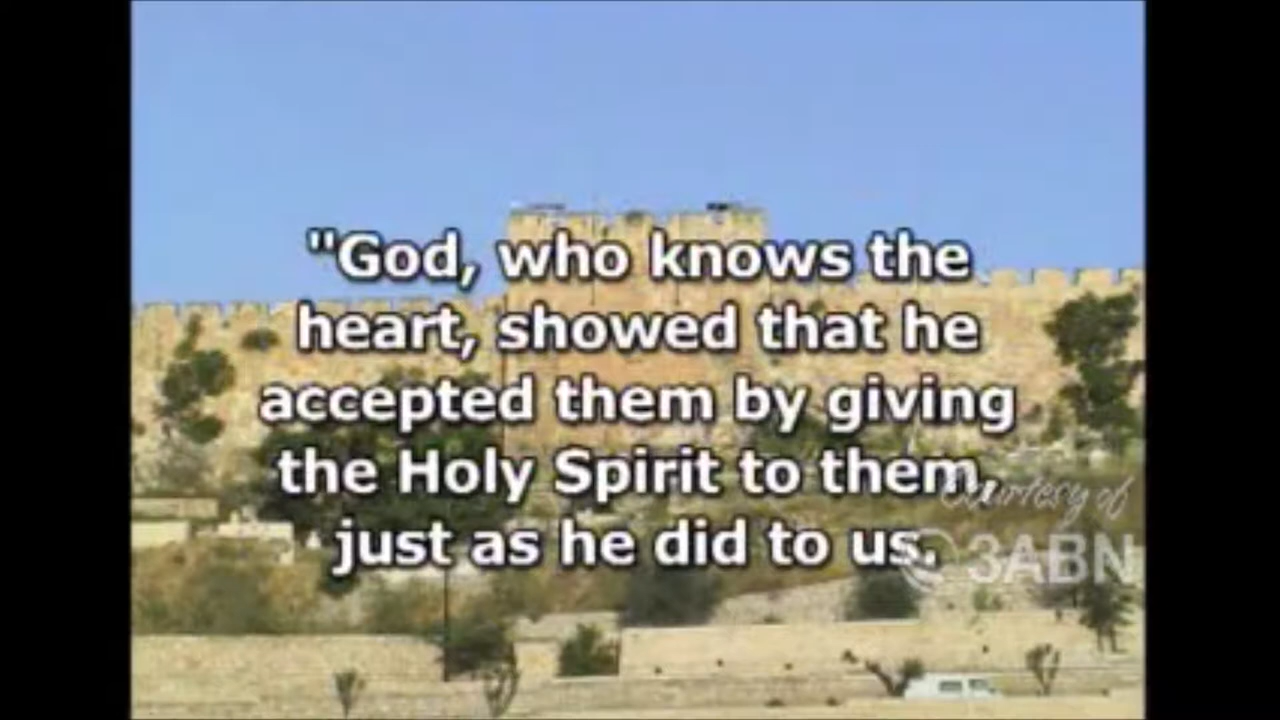 "God, who knows the
heart, showed that he
accepted them by giving
the Holy Spirit to them,
just as he did to us.
Courtesy of
3ABN